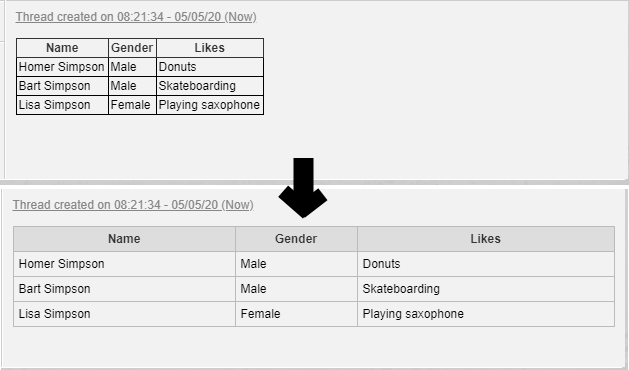 Thread created on 08:21:34 - 05/05/20 (Now)
Name Gender Likes
Homer Simpson Male Donuts
Bart Simpson Male Skateboarding
Lisa Simpson Female Playing saxophone
Thread created on 08:21:34 - 05/05/20 (Now)
Name Gender Likes
Homer Simpson Male Donuts
Bart Simpson Male Skateboarding
Lisa Simpson Female Playing saxophone